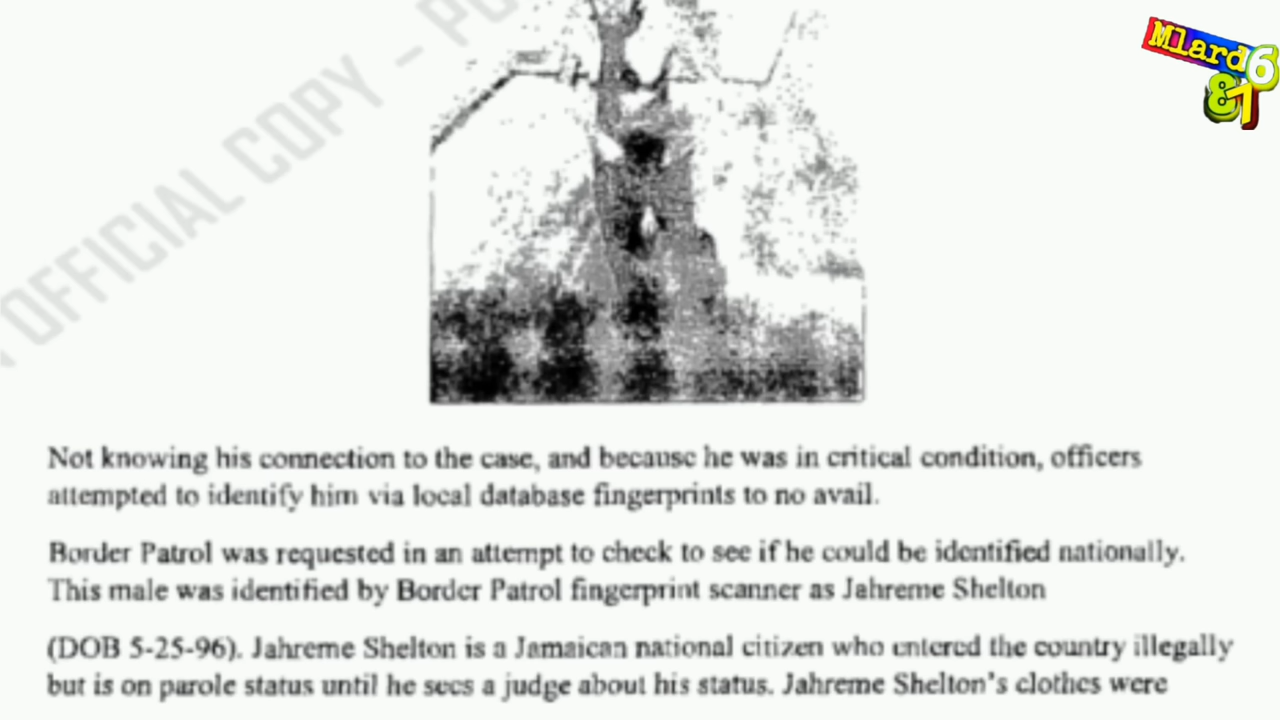 OFFICIAL COPY -
Mlard6
81
Not knowing his connection to the case, and because he was in critical condition, officers
attempted to identify him via local database fingerprints to no avail.
Border Patrol was requested in an attempt to check to see if he could be identified nationally.
This male was identified by Border Patrol fingerprint scanner as Jahreme Shelton
(DOB 5-25-96). Jahreme Shelton is a Jamaican national citizen who entered the country illegally
but is on parole status until he sees a judge about his status. Jahreme Shelton's clothes were